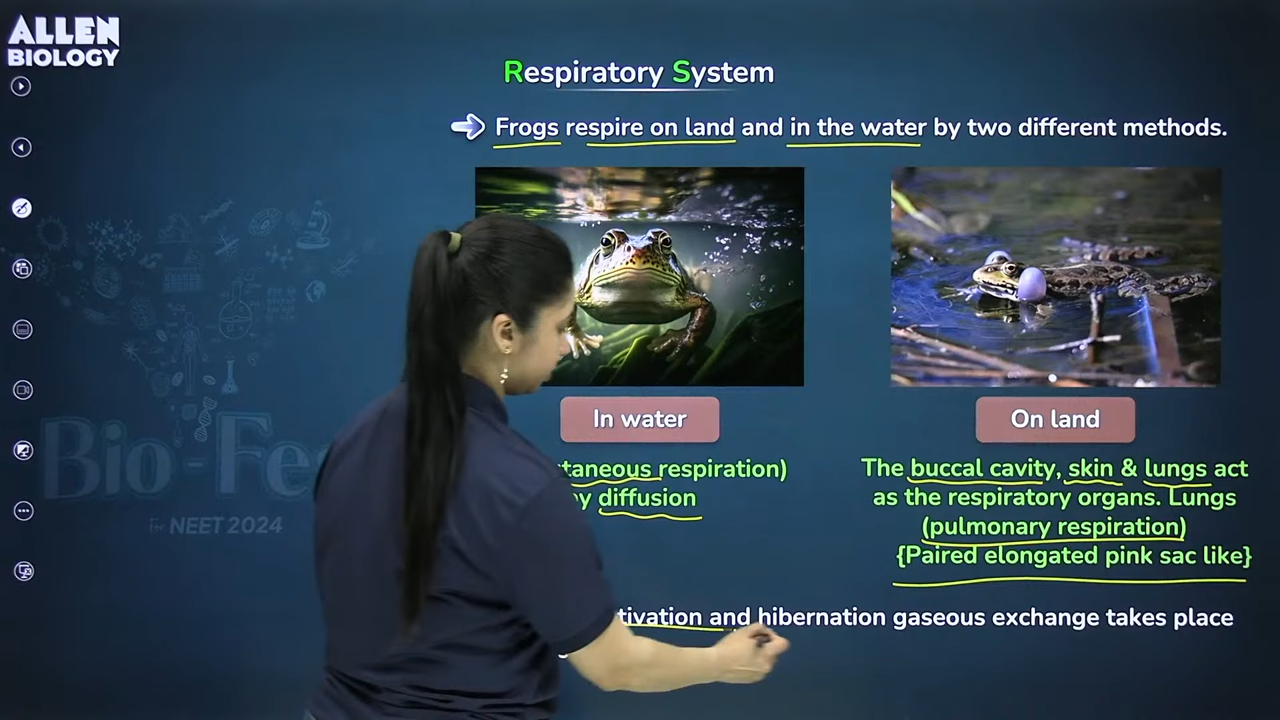 ALLEN
BIOLOGY
Respiratory System
Frogs respire on land and in the water by two different methods.
In water
On land
respiration)
diffusion
The buccal cavity, skin & lungs act
as the respiratory organs. Lungs
(pulmonary respiration)
{Paired elongated pink sac like}
and hibernation gaseous exchange takes place
Bio-Fe
for NEET 2024